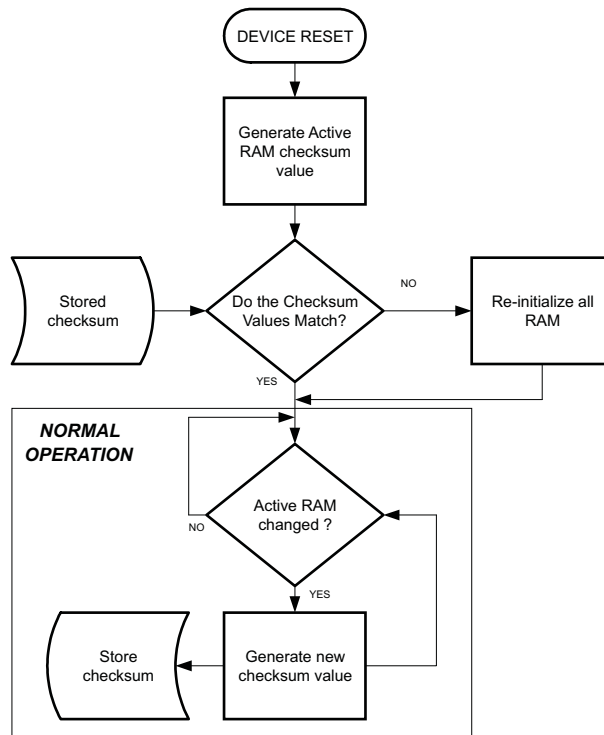 DEVICE RESET
Generate Active
RAM checksum
value
Stored
checksum
Do the Checksum
Values Match?
NO
Re-initialize all
RAM
YES
NORMAL
OPERATION
Active RAM
changed ?
NO
YES
Store
checksum
Generate new
checksum value